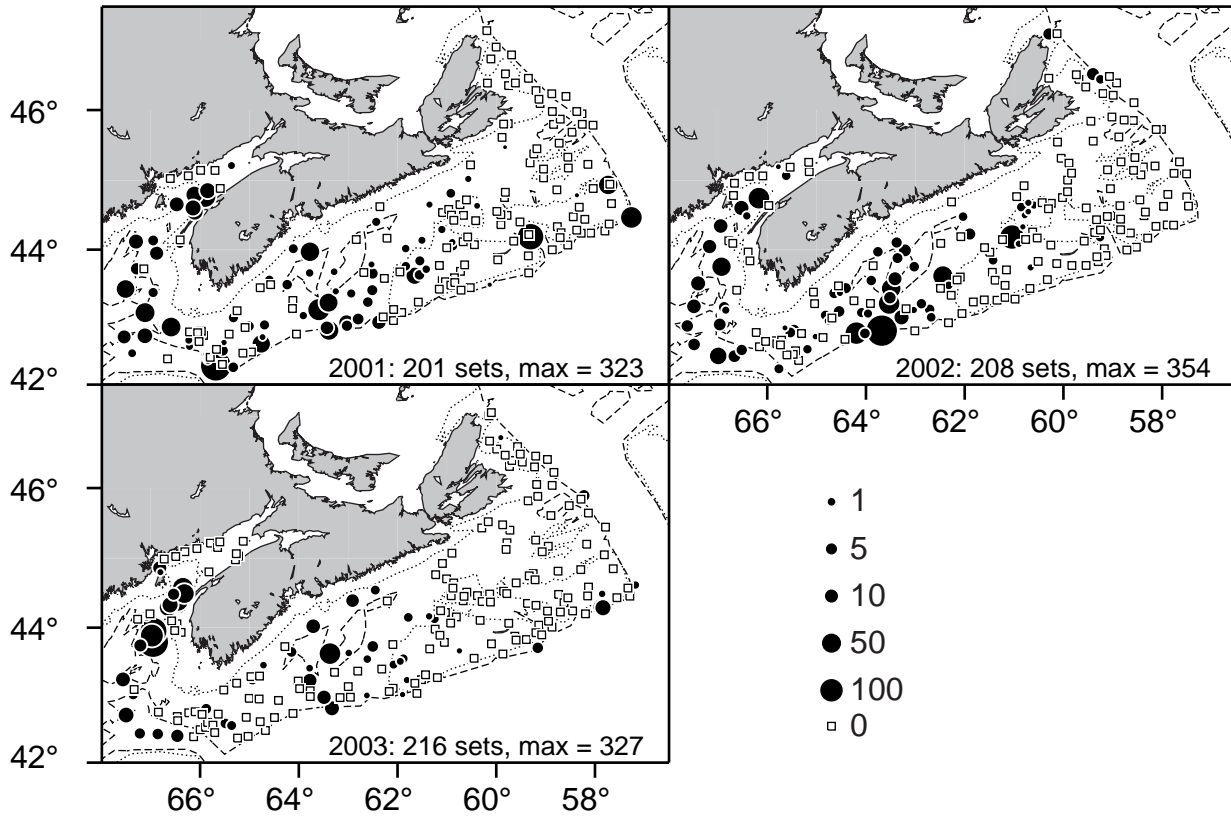 46°
44°
42°
2001: 201 sets, max = 323
2002: 208 sets, max = 354
66° 64° 62° 60° 58°
46°
44°
42°
2003: 216 sets, max = 327
66° 64° 62° 60° 58°
1
5
10
50
100
0